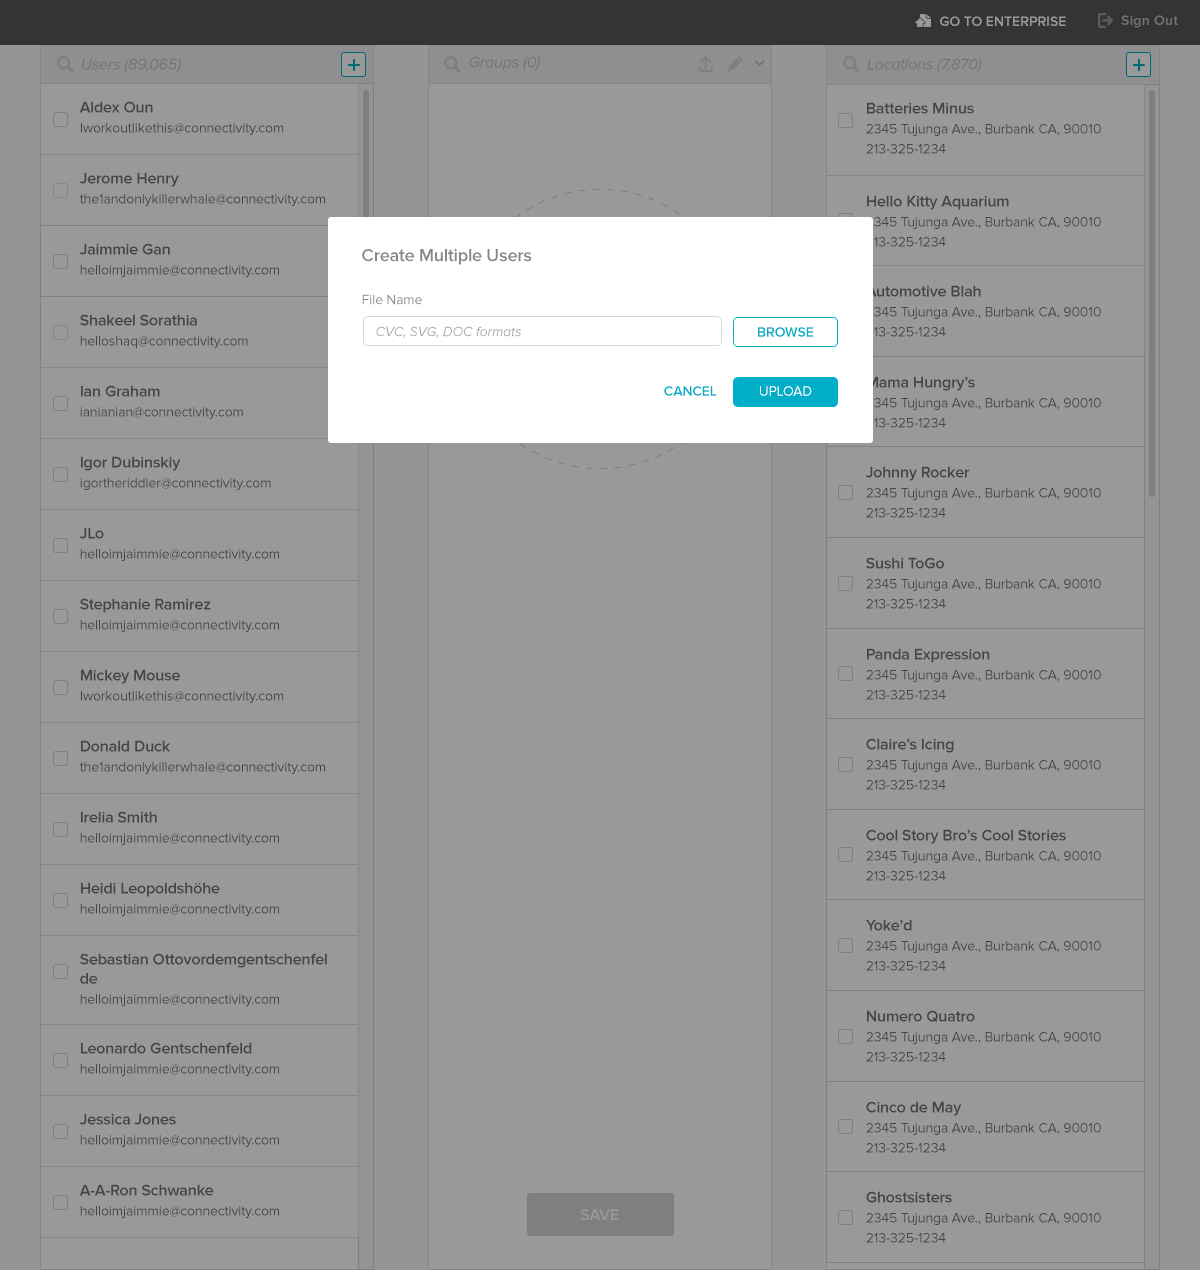 GO TO ENTERPRISE
Sign Out
Users (89,065)
Aldex Oun
lworkoutlikethis@connectivity.com
Jerome Henry
the1andonlykillerwhale@connectivity.com
Jaimmie Gan
helloimjaimmie@connectivity.com
Shakeel Sorathia
helloshaq@connectivity.com
Ian Graham
ianianian@connectivity.com
Igor Dubinskiy
igortheriddler@connectivity.com
JLo
helloimjaimmie@connectivity.com
Stephanie Ramirez
helloimjaimmie@connectivity.com
Mickey Mouse
lworkoutlikethis@connectivity.com
Donald Duck
the1andonlykillerwhale@connectivity.com
Irelia Smith
helloimjaimmie@connectivity.com
Heidi Leopoldshöhe
helloimjaimmie@connectivity.com
Sebastian Ottovordemgentschenfel
de
helloimjaimmie@connectivity.com
Leonardo Gentschenfeld
helloimjaimmie@connectivity.com
Jessica Jones
helloimjaimmie@connectivity.com
A-A-Ron Schwanke
helloimjaimmie@connectivity.com
Groups (0)
Create Multiple Users
File Name
CVC, SVG, DOC formats
BROWSE
CANCEL
UPLOAD
SAVE
Locations (7,870)
Batteries Minus
2345 Tujunga Ave., Burbank CA, 90010
213-325-1234
Hello Kitty Aquarium
345 Tujunga Ave., Burbank CA, 90010
13-325-1234
Automotive Blah
345 Tujunga Ave., Burbank CA, 90010
13-325-1234
Mama Hungry's
345 Tujunga Ave., Burbank CA, 90010
13-325-1234
Johnny Rocker
2345 Tujunga Ave., Burbank CA, 90010
213-325-1234
Sushi ToGo
2345 Tujunga Ave., Burbank CA, 90010
213-325-1234
Panda Expression
2345 Tujunga Ave., Burbank CA, 90010
213-325-1234
Claire's Icing
2345 Tujunga Ave., Burbank CA, 90010
213-325-1234
Cool Story Bro's Cool Stories
2345 Tujunga Ave., Burbank CA, 90010
213-325-1234
Yoke'd
2345 Tujunga Ave., Burbank CA, 90010
213-325-1234
Numero Quatro
2345 Tujunga Ave., Burbank CA, 90010
213-325-1234
Cinco de May
2345 Tujunga Ave., Burbank CA, 90010
213-325-1234
Ghostsisters
2345 Tujunga Ave., Burbank CA, 90010
213-325-1234